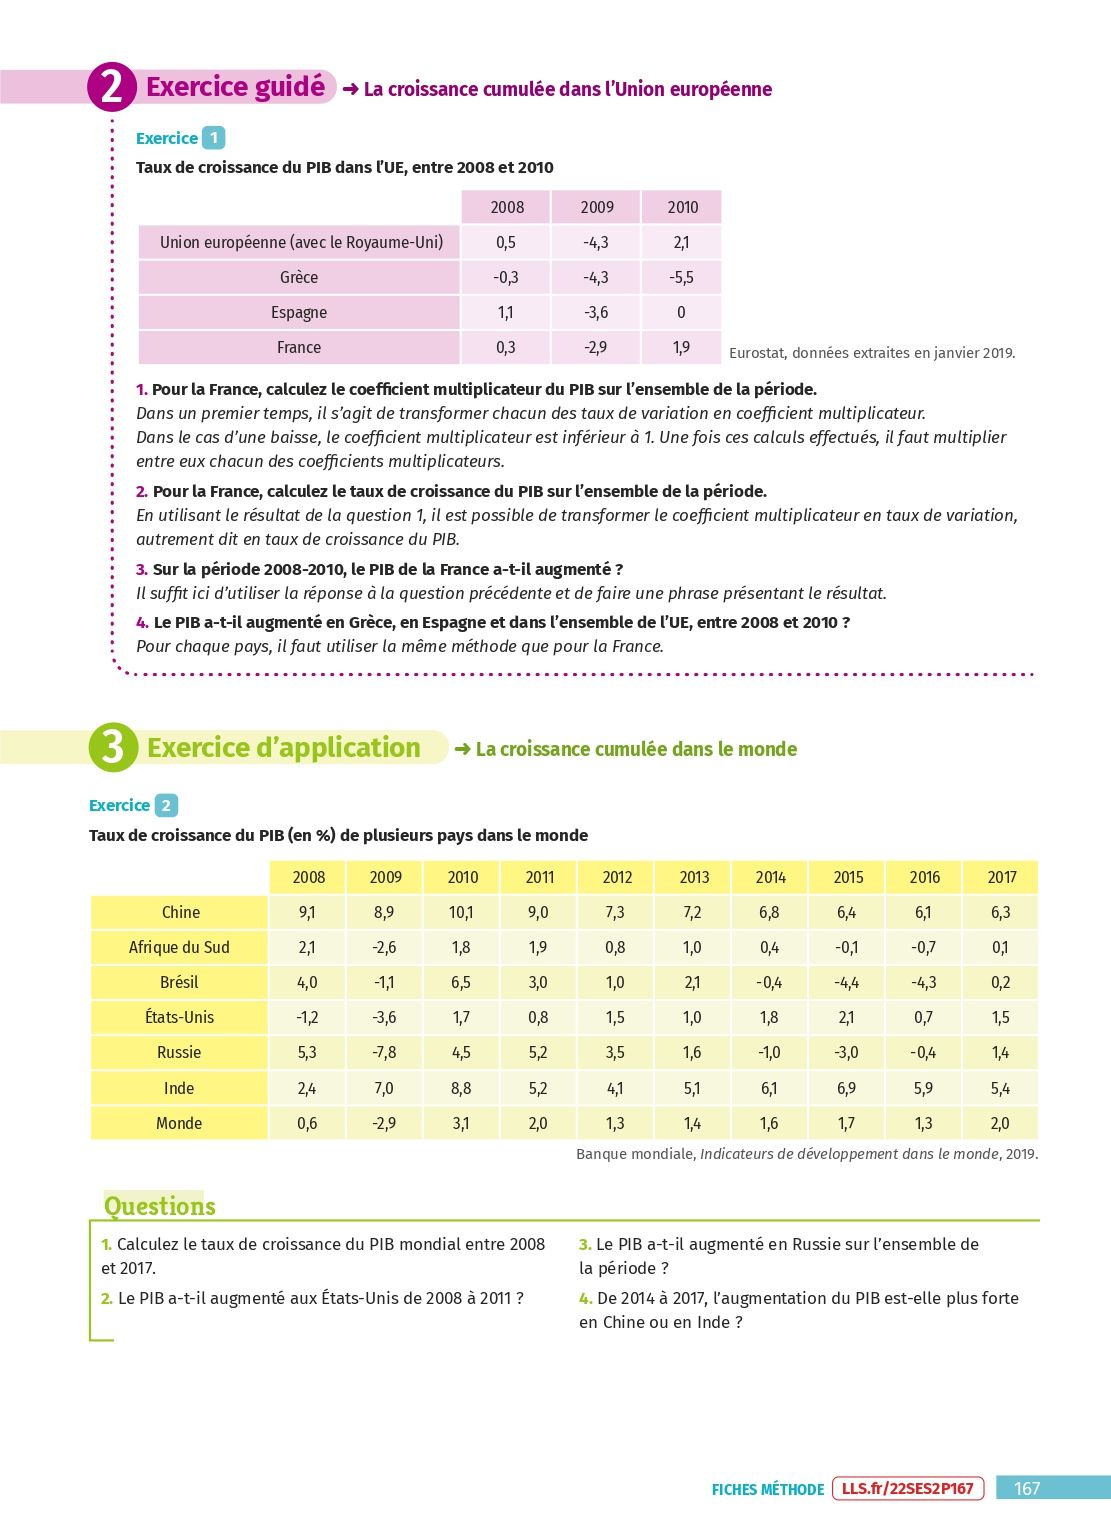 2 Exercice guidé ➜ La croissance cumulée dans l’Union européenne
Exercice 1
Taux de croissance du PIB dans l’UE, entre 2008 et 2010
2008 2009 2010
Union européenne (avec le Royaume-Uni) 0,5 -4,3 2,1
Grèce -0,3 -4,3 -5,5
Espagne 1,1 -3,6 0
France 0,3 -2,9 1,9
Eurostat, données extraites en janvier 2019.
1. Pour la France, calculez le coefficient multiplicateur du PIB sur l’ensemble de la période.
Dans un premier temps, il s’agit de transformer chacun des taux de variation en coefficient multiplicateur.
Dans le cas d’une baisse, le coefficient multiplicateur est inférieur à 1. Une fois ces calculs effectués, il faut multiplier
entre eux chacun des coefficients multiplicateurs.
2. Pour la France, calculez le taux de croissance du PIB sur l’ensemble de la période.
En utilisant le résultat de la question 1, il est possible de transformer le coefficient multiplicateur en taux de variation,
autrement dit en taux de croissance du PIB.
3. Sur la période 2008-2010, le PIB de la France a-t-il augmenté ?
Il suffit ici d’utiliser la réponse à la question précédente et de faire une phrase présentant le résultat.
4. Le PIB a-t-il augmenté en Grèce, en Espagne et dans l’ensemble de l’UE, entre 2008 et 2010 ?
Pour chaque pays, il faut utiliser la même méthode que pour la France.
3 Exercice d’application ➜ La croissance cumulée dans le monde
Exercice 2
Taux de croissance du PIB (en %) de plusieurs pays dans le monde
2008 2009 2010 2011 2012 2013 2014 2015 2016 2017
Chine 9,1 8,9 10,1 9,0 7,3 7,2 6,8 6,4 6,1 6,3
Afrique du Sud 2,1 -2,6 1,8 1,9 0,8 1,0 0,4 -0,1 -0,7 0,1
Brésil 4,0 -1,1 6,5 3,0 1,0 2,1 -0,4 -4,4 -4,3 0,2
États-Unis -1,2 -3,6 1,7 0,8 1,5 1,0 1,8 2,1 0,7 1,5
Russie 5,3 -7,8 4,5 5,2 3,5 1,6 -1,0 -3,0 -0,4 1,4
Inde 2,4 7,0 8,8 5,2 4,1 5,1 6,1 6,9 5,9 5,4
Monde 0,6 -2,9 3,1 2,0 1,3 1,4 1,6 1,7 1,3 2,0
Banque mondiale, Indicateurs de développement dans le monde, 2019.
Questions
1. Calculez le taux de croissance du PIB mondial entre 2008
et 2017.
2. Le PIB a-t-il augmenté aux États-Unis de 2008 à 2011 ?
3. Le PIB a-t-il augmenté en Russie sur l’ensemble de
la période ?
4. De 2014 à 2017, l’augmentation du PIB est-elle plus forte
en Chine ou en Inde ?
FICHES MÉTHODE LLS.fr/22SES2P167 167